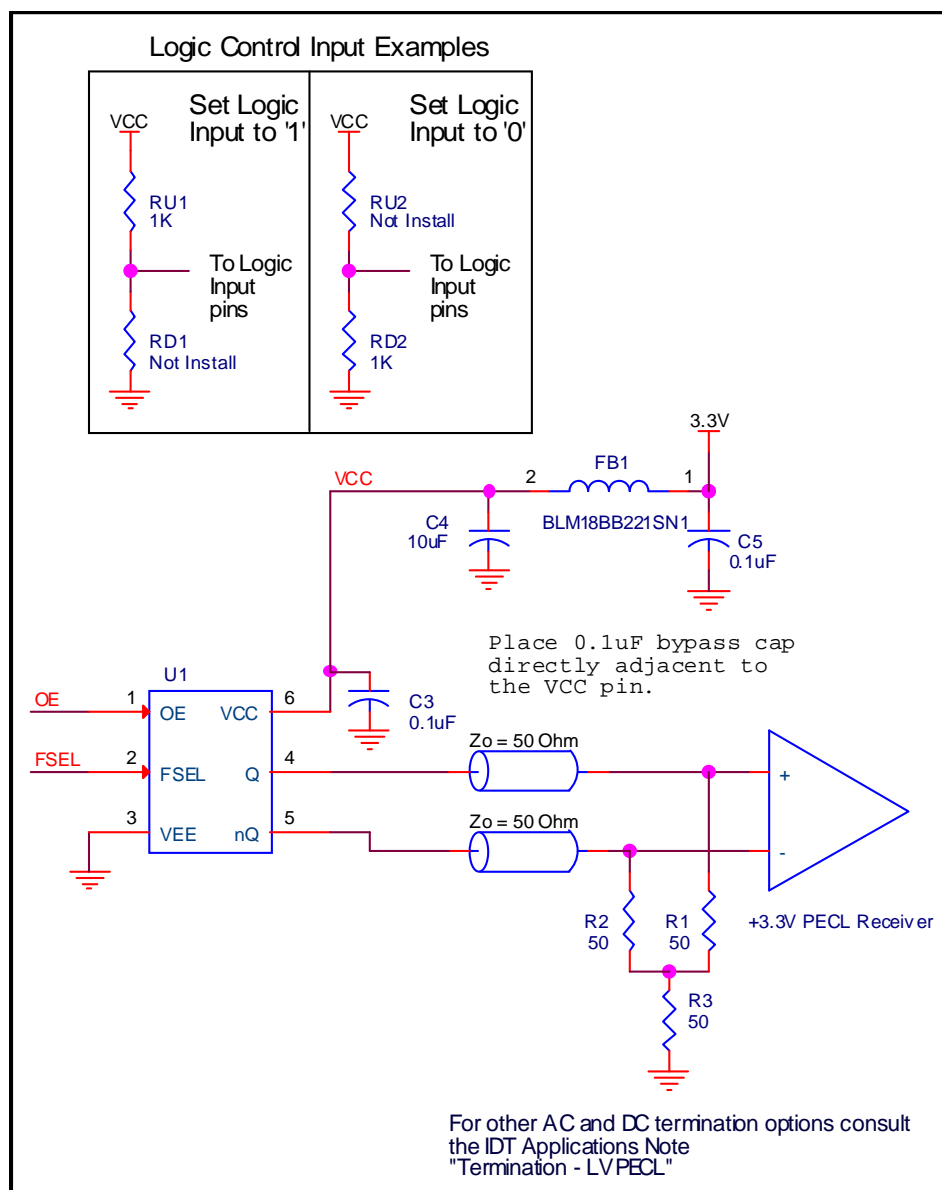 Logic Control Input Examples
Set Logic
Input to '1'
VCC
RU1
1K
To Logic
Input
pins
RD1
Not Install
Set Logic
Input to '0'
VCC
RU2
Not Install
To Logic
Input
pins
RD2
1K
3.3V
VCC
2
FB1
1
BLM18BB221SN1
C4
10uF
C5
0.1uF
Place 0.1uF bypass cap
directly adjacent to
the VCC pin.
U1
OE
1
OE
VCC
6
C3
0.1uF
FSEL
2
FSEL
Q
4
Zo = 50 Ohm
+
3
VEE
nQ
5
Zo = 50 Ohm
-
R2
50
R1
50
+3.3V PECL Receiver
R3
50
For other AC and DC termination options consult
the IDT Applications Note
"Termination - LVPECL"